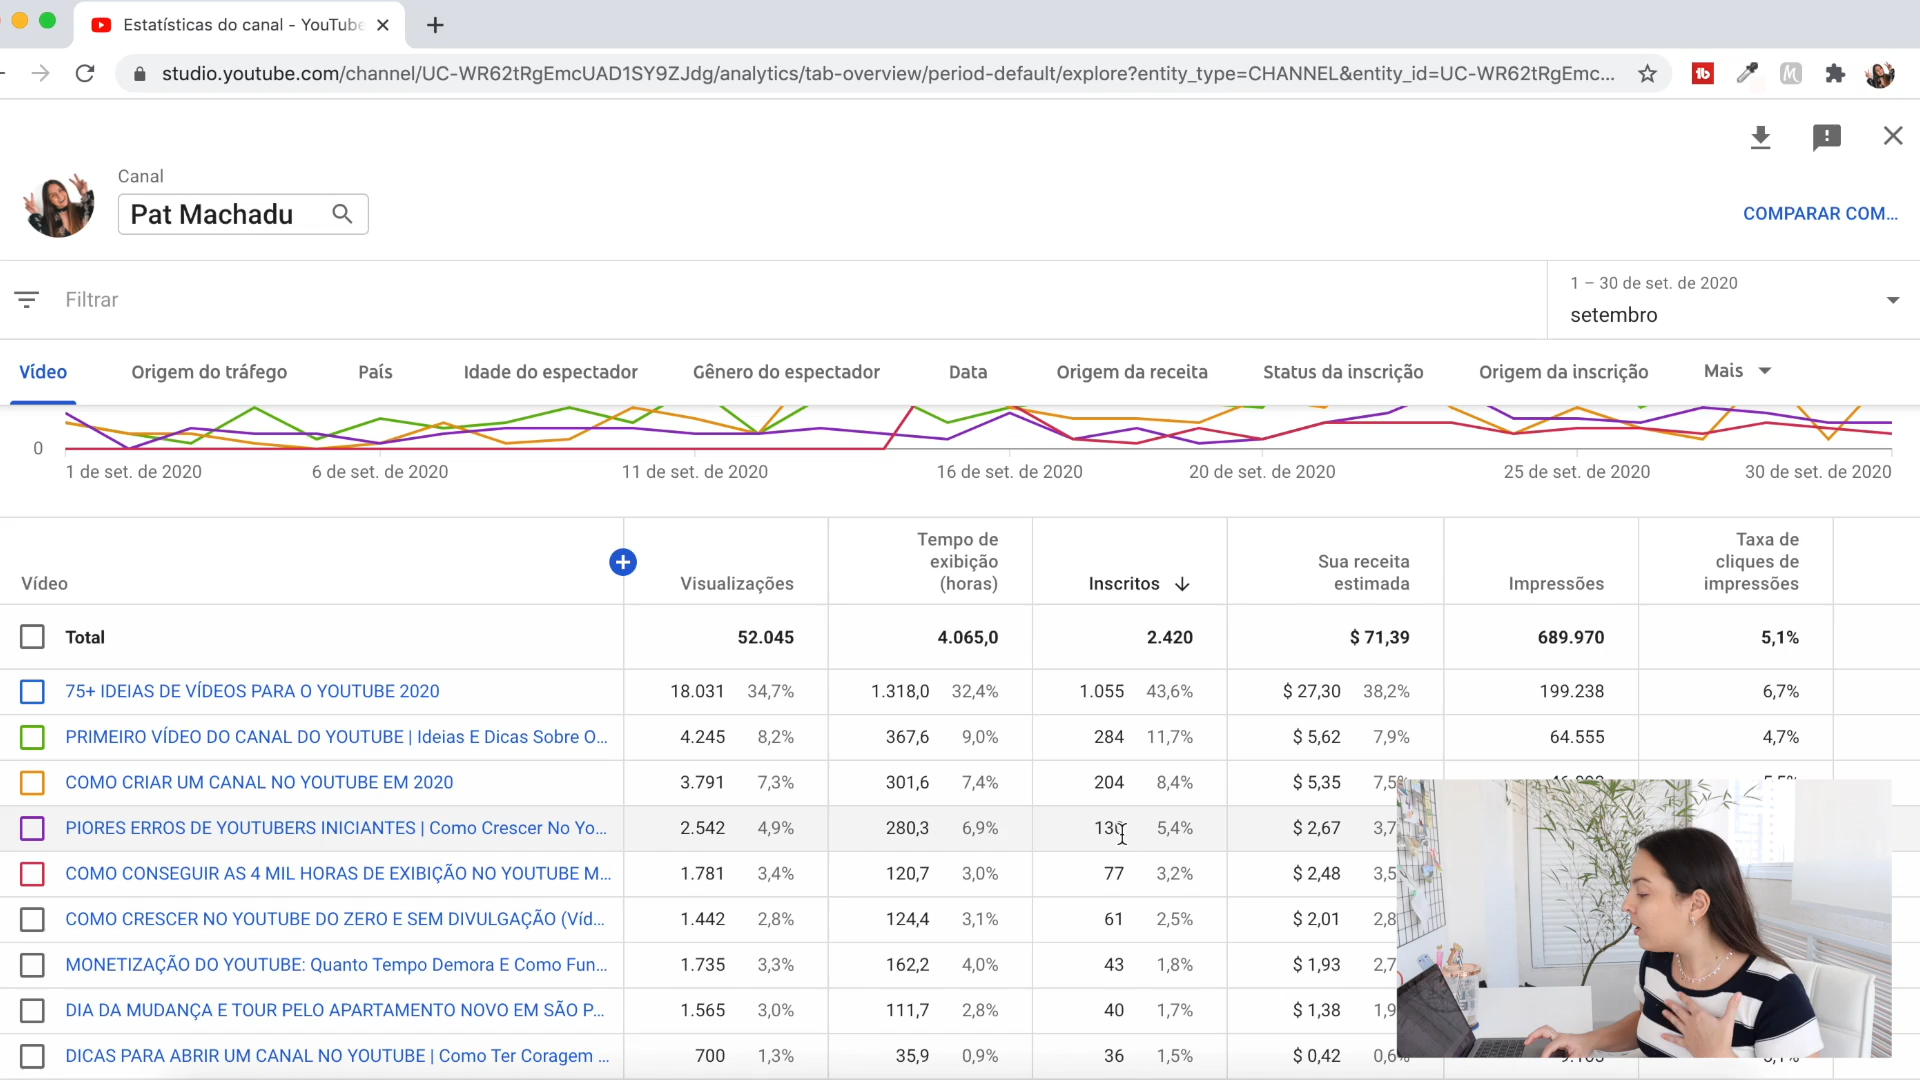 Estatísticas do canal - YouTube
studio.youtube.com/channel/UC-WR62tRgEmcUAD1SY9ZJdg/analytics/tab-overview/period-default/explore?entity_type=CHANNEL&entity_id=UC-WR62tRgEmc...
Canal
Pat Machadu
COMPARAR COM...
Filtrar
1 – 30 de set. de 2020
setembro
Vídeo Origem do tráfego País Idade do espectador Gênero do espectador Data Origem da receita Status da inscrição Origem da inscrição Mais
0
1 de set. de 2020 6 de set. de 2020 11 de set. de 2020 16 de set. de 2020 20 de set. de 2020 25 de set. de 2020 30 de set. de 2020
Vídeo Visualizações Tempo de exibição (horas) Inscritos Sua receita estimada Impressões Taxa de cliques de impressões
Total 52.045 4.065,0 2.420 $ 71,39 689.970 5,1%
75+ IDEIAS DE VÍDEOS PARA O YOUTUBE 2020 18.031 34,7% 1.318,0 32,4% 1.055 43,6% $ 27,30 38,2% 199.238 6,7%
PRIMEIRO VÍDEO DO CANAL DO YOUTUBE | Ideias E Dicas Sobre O... 4.245 8,2% 367,6 9,0% 284 11,7% $ 5,62 7,9% 64.555 4,7%
COMO CRIAR UM CANAL NO YOUTUBE EM 2020 3.791 7,3% 301,6 7,4% 204 8,4% $ 5,35
PIORES ERROS DE YOUTUBERS INICIANTES | Como Crescer No Yo... 2.542 4,9% 280,3 6,9% 5,4% $ 2,67
COMO CONSEGUIR AS 4 MIL HORAS DE EXIBIÇÃO NO YOUTUBE M... 1.781 3,4% 120,7 3,0% 77 3,2% $ 2,48
COMO CRESCER NO YOUTUBE DO ZERO E SEM DIVULGAÇÃO (Víd... 1.442 2,8% 124,4 3,1% 61 2,5% $ 2,01
MONETIZAÇÃO DO YOUTUBE: Quanto Tempo Demora E Como Fun... 1.735 3,3% 162,2 4,0% 43 1,8% $ 1,93
DIA DA MUDANÇA E TOUR PELO APARTAMENTO NOVO EM SÃO P... 1.565 3,0% 111,7 2,8% 40 1,7% $ 1,38
DICAS PARA ABRIR UM CANAL NO YOUTUBE | Como Ter Coragem ... 700 1,3% 35,9 0,9% 36 1,5% $ 0,42